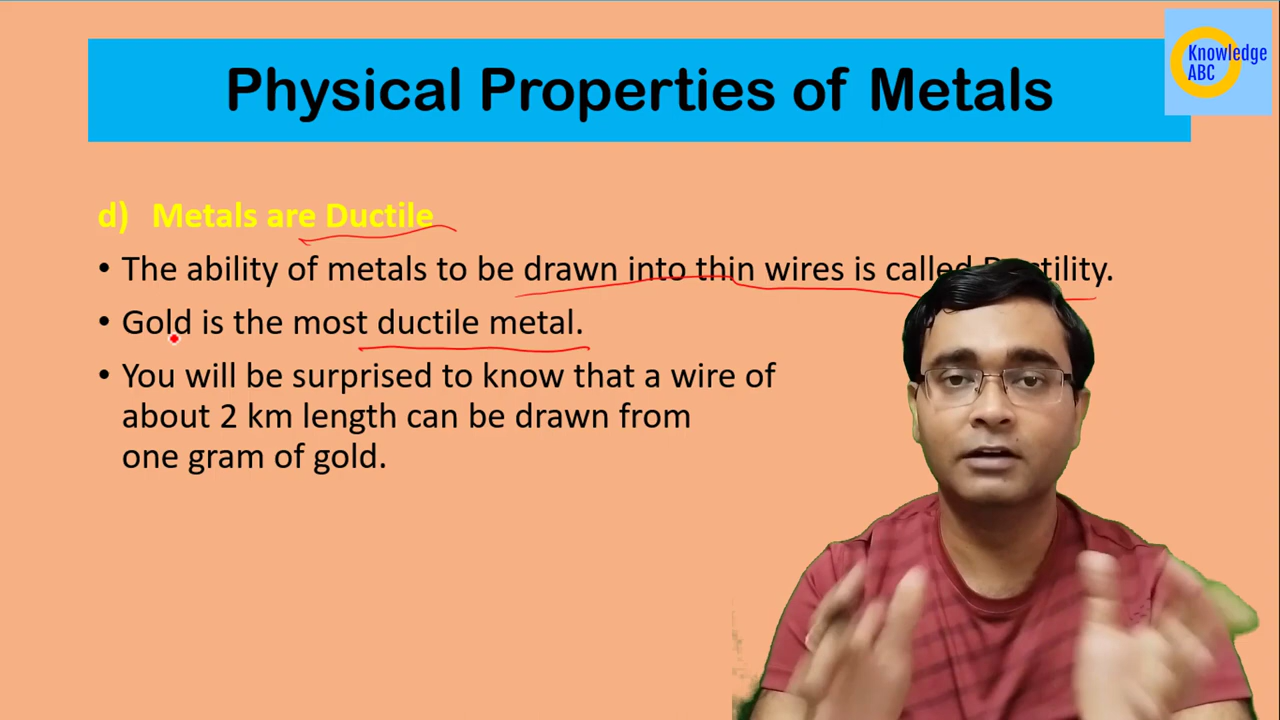 Knowledge
ABC
Physical Properties of Metals
d) Metals are Ductile
• The ability of metals to be drawn into thin wires is called
• Gold is the most ductile metal.
• You will be surprised to know that a wire of
about 2 km length can be drawn from
one gram of gold.